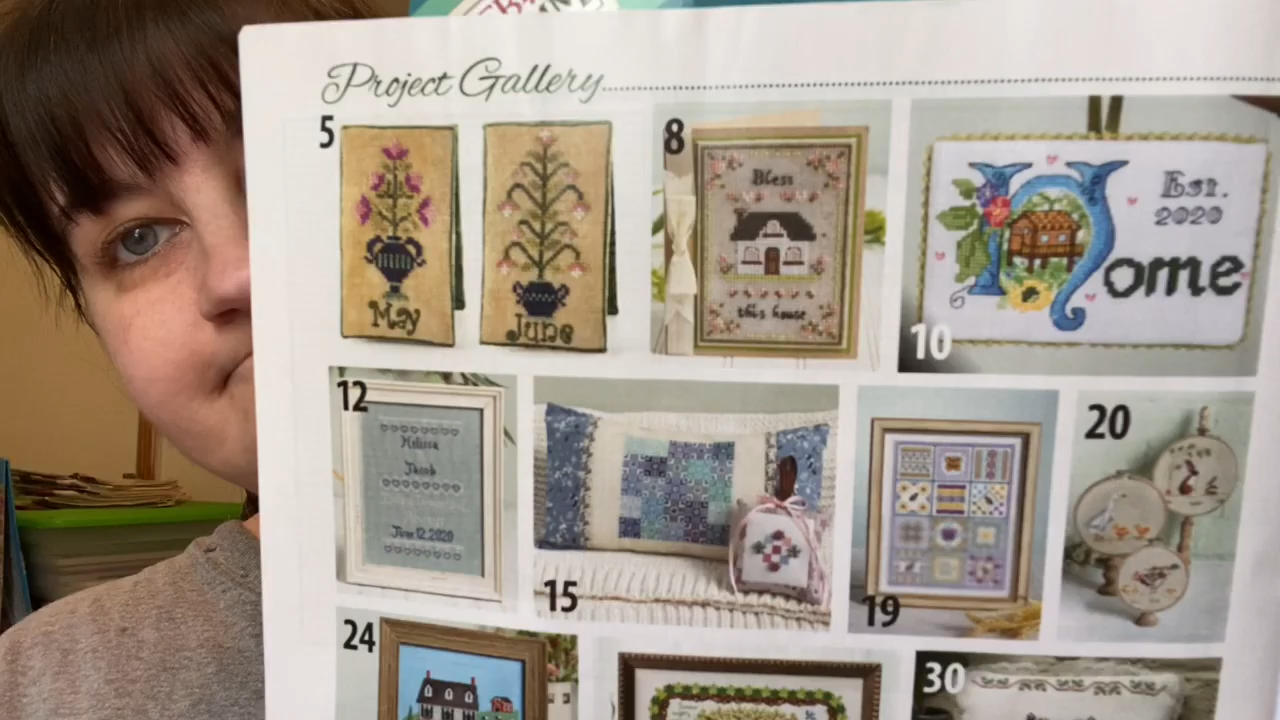 Project Gallery
5
May
June
8
Bless
this house
Est.
2020
Home
10
12
Melissa
Jacob
June 12, 2020
15
19
20
24
30